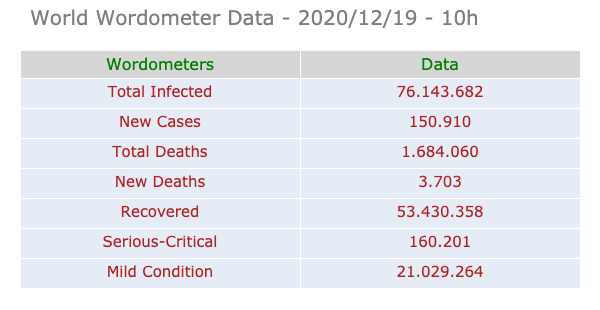 World Wordometer Data - 2020/12/19 - 10h
Wordometers Data
Total Infected 76.143.682
New Cases 150.910
Total Deaths 1.684.060
New Deaths 3.703
Recovered 53.430.358
Serious-Critical 160.201
Mild Condition 21.029.264